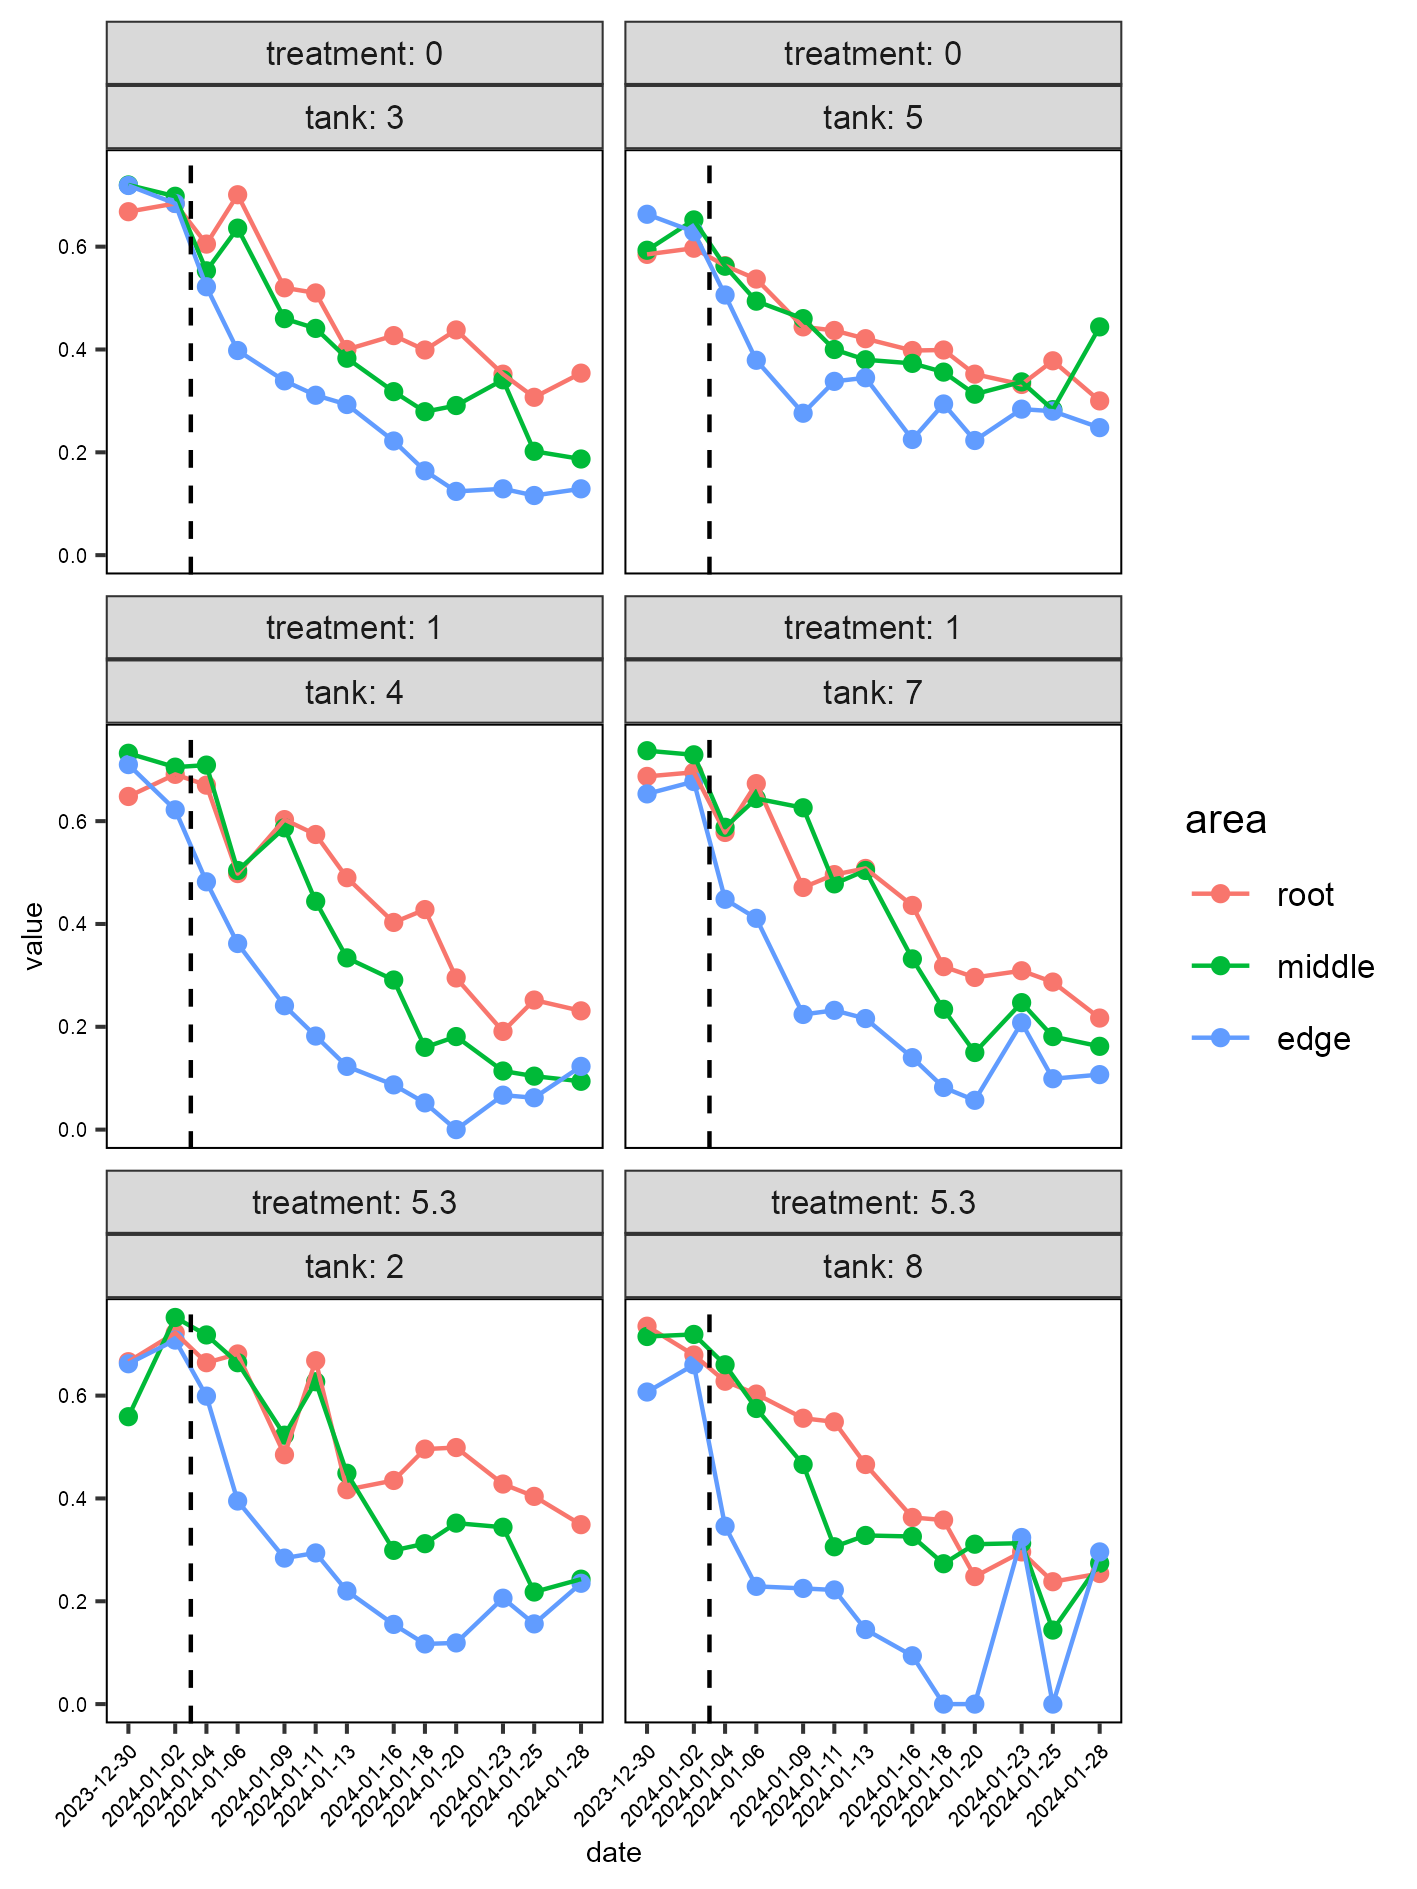 treatment: 0
tank: 3
treatment: 0
tank: 5
0.6
0.4
0.2
0.0
treatment: 1
tank: 4
treatment: 1
tank: 7
0.6
0.4
0.2
0.0
treatment: 5.3
tank: 2
treatment: 5.3
tank: 8
0.6
0.4
0.2
0.0
value
2023-12-30
2024-01-02
2024-01-04
2024-01-06
2024-01-09
2024-01-11
2024-01-13
2024-01-16
2024-01-18
2024-01-20
2024-01-23
2024-01-25
2024-01-28
2023-12-30
2024-01-02
2024-01-04
2024-01-06
2024-01-09
2024-01-11
2024-01-13
2024-01-16
2024-01-18
2024-01-20
2024-01-23
2024-01-25
2024-01-28
date
area
root
middle
edge